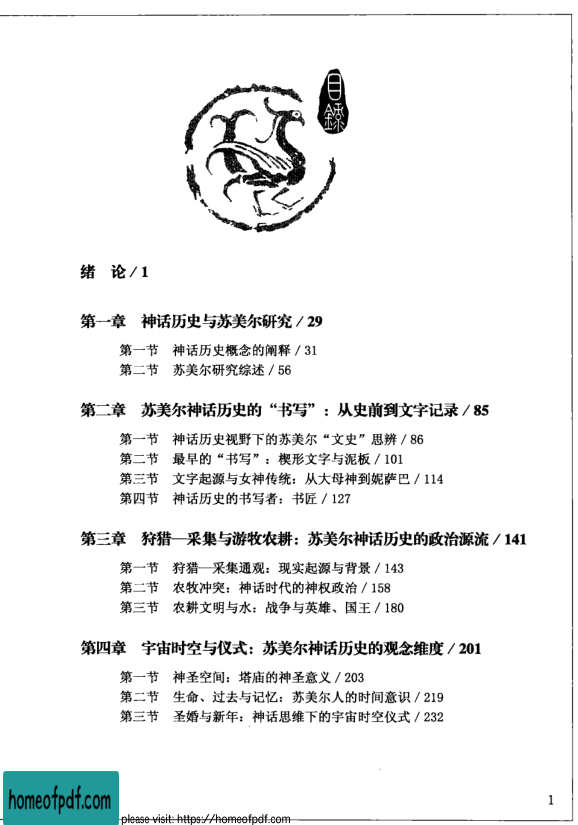 目錄
绪 论/1
第一章 神话历史与苏美尔研究/29
第一节 神话历史概念的阐释/31
第二节 苏美尔研究综述/56
第二章 苏美尔神话历史的“书写”：从史前到文字记录/85
第一节 神话历史视野下的苏美尔“文史”思辨/86
第二节 最早的“书写”：楔形文字与泥板/101
第三节 文字起源与女神传统：从大母神到妮萨巴/114
第四节 神话历史的书写者：书匠/127
第三章 狩猎—采集与游牧农耕：苏美尔神话历史的政治源流/141
第一节 狩猎—采集通观：现实起源与背景/143
第二节 农牧冲突：神话时代的神权政治/158
第三节 农耕文明与水：战争与英雄、国王/180
第四章 宇宙时空与仪式：苏美尔神话历史的观念维度/201
第一节 神圣空间：塔庙的神圣意义/203
第二节 生命、过去与记忆：苏美尔人的时间意识/219
第三节 圣婚与新年：神话思维下的宇宙时空仪式/232
1
homeofpdf.com
please visit: https://homeofpdf.com